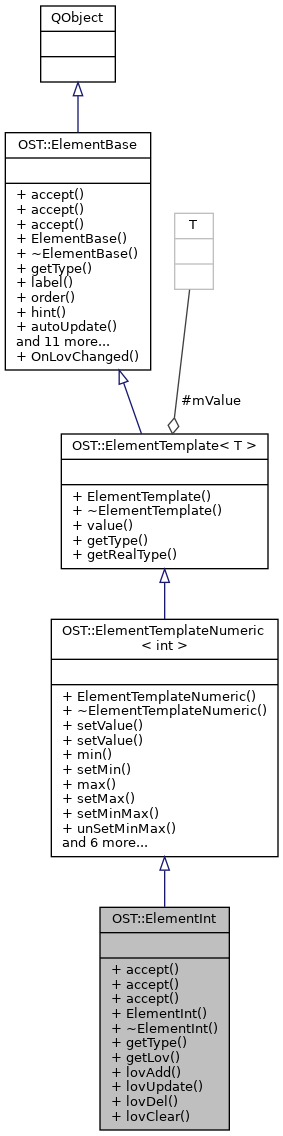 QObject
OST::ElementBase
+ accept()
+ accept()
+ accept()
+ ElementBase()
+ ~ElementBase()
+ getType()
+ label()
+ order()
+ hint()
+ autoUpdate()
and 11 more...
+ OnLovChanged()
T
#mValue
OST::ElementTemplate< T >
+ ElementTemplate()
+ ~ElementTemplate()
+ value()
+ getType()
+ getRealType()
OST::ElementTemplateNumeric
< int >
+ ElementTemplateNumeric()
+ ~ElementTemplateNumeric()
+ setValue()
+ setValue()
+ min()
+ setMin()
+ max()
+ setMax()
+ setMinMax()
+ unSetMinMax()
and 6 more...
OST::ElementInt
+ accept()
+ accept()
+ accept()
+ ElementInt()
+ ~ElementInt()
+ getType()
+ getLov()
+ lovAdd()
+ lovUpdate()
+ lovDel()
+ lovClear()